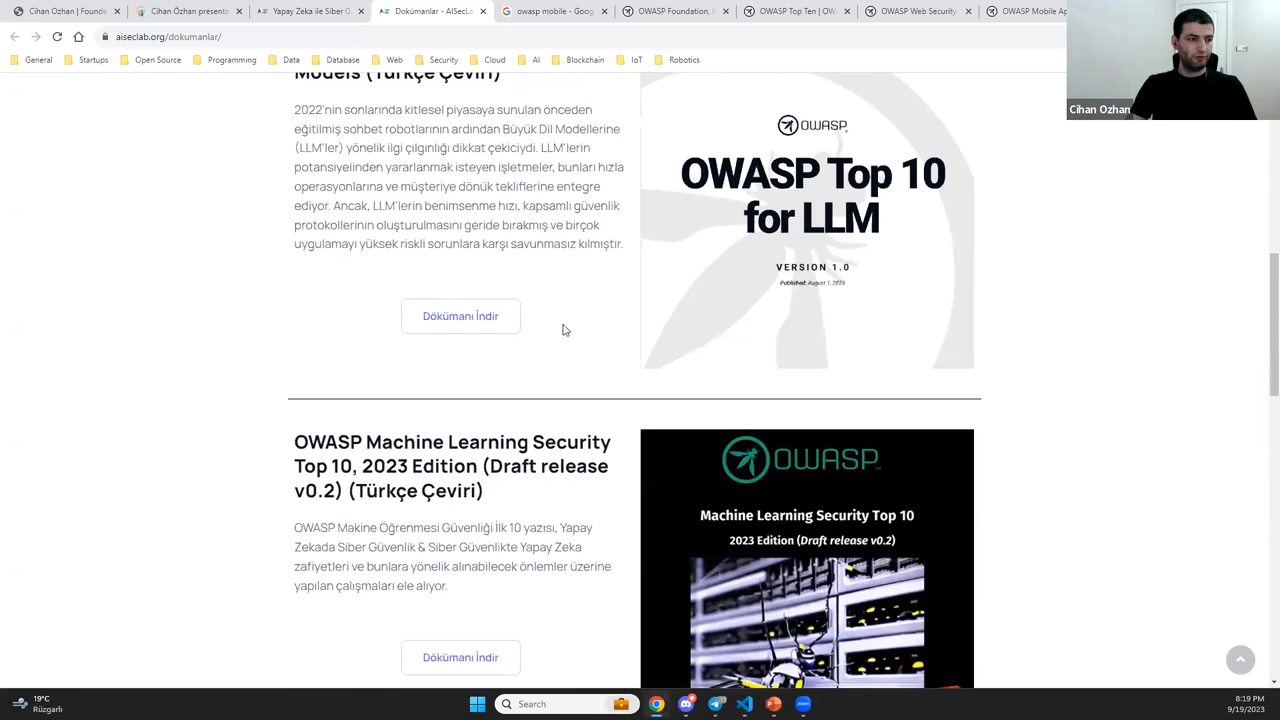 Cihan Ozhan | Founde
Cihan Özhan presenta
Yapay Zeka ile Siber G
Dokümanlar - AISecLa
owasp mobile - Goog
OWASP Foundation, t
OWASP Top Ten | OW
OWASP Web Security
OWASP Mobile Ap
aiseclab.org/dokumanlar/
General
Startups
Open Source
Programming
Data
Database
Web
Security
Cloud
AI
Blockchain
IoT
Robotics
Cihan Ozhan
Models (Türkçe Çeviri)
2022'nin sonlarında kitlesel piyasaya sunulan önceden
eğitilmiş sohbet robotlarının ardından Büyük Dil Modellerine
(LLM'ler) yönelik ilgi çılgınlığı dikkat çekiciydi. LLM'lerin
potansiyelinden yararlanmak isteyen işletmeler, bunları hızla
operasyonlarına ve müşteriye dönük tekliflerine entegre
ediyor. Ancak, LLM'lerin benimsenme hızı, kapsamlı güvenlik
protokollerinin oluşturulmasını geride bırakmış ve birçok
uygulamayı yüksek riskli sorunlara karşı savunmasız kılmıştır.
Dökümanı İndir
OWASP
OWASP Top 10
for LLM
VERSION 1.0
Published: August 1, 2023
OWASP Machine Learning Security
Top 10, 2023 Edition (Draft release
v0.2) (Türkçe Çeviri)
OWASP Makine Öğrenmesi Güvenliği İlk 10 yazısı, Yapay
Zekada Siber Güvenlik & Siber Güvenlikte Yapay Zeka
zafiyetleri ve bunlara yönelik alınabilecek önlemler üzerine
yapılan çalışmaları ele alıyor.
Dökümanı İndir
OWASP
Machine Learning Security Top 10
2023 Edition (Draft release v0.2)
19°C
Rüzgarlı
Search
8:19 PM
9/19/2023